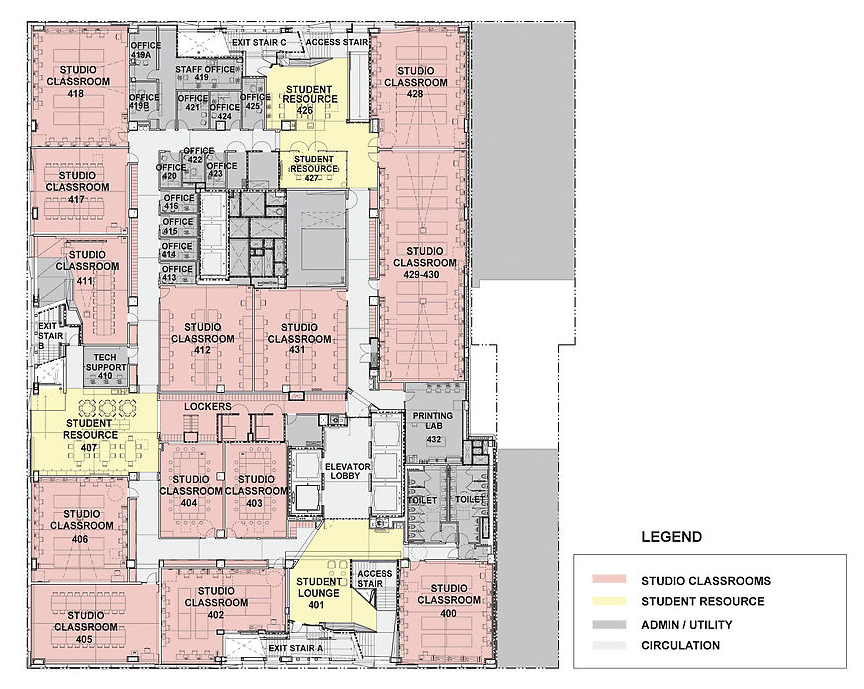 EXIT STAIR C
ACCESS STAIR
OFFICE
419A
STAFF OFFICE
419
STUDIO
CLASSROOM
418
OFFICE
419B
OFFICE
421
OFFICE
424
OFFICE
425
STUDENT
RESOURCE
426
STUDIO
CLASSROOM
428
OFFICE
422
OFFICE
420
OFFICE
423
STUDENT
RESOURCE
427
STUDIO
CLASSROOM
417
OFFICE
416
OFFICE
415
OFFICE
414
OFFICE
413
STUDIO
CLASSROOM
411
STUDIO
CLASSROOM
429-430
EXIT
STAIR
B
STUDIO
CLASSROOM
412
STUDIO
CLASSROOM
431
TECH
SUPPORT
410
LOCKERS
STUDENT
RESOURCE
407
PRINTING
LAB
432
ELEVATOR
LOBBY
STUDIO
CLASSROOM
404
STUDIO
CLASSROOM
403
TOILET
TOILET
STUDIO
CLASSROOM
406
STUDENT
LOUNGE
401
ACCESS
STAIR
STUDIO
CLASSROOM
402
STUDIO
CLASSROOM
400
STUDIO
CLASSROOM
405
EXIT STAIR A
LEGEND
STUDIO CLASSROOMS
STUDENT RESOURCE
ADMIN / UTILITY
CIRCULATION